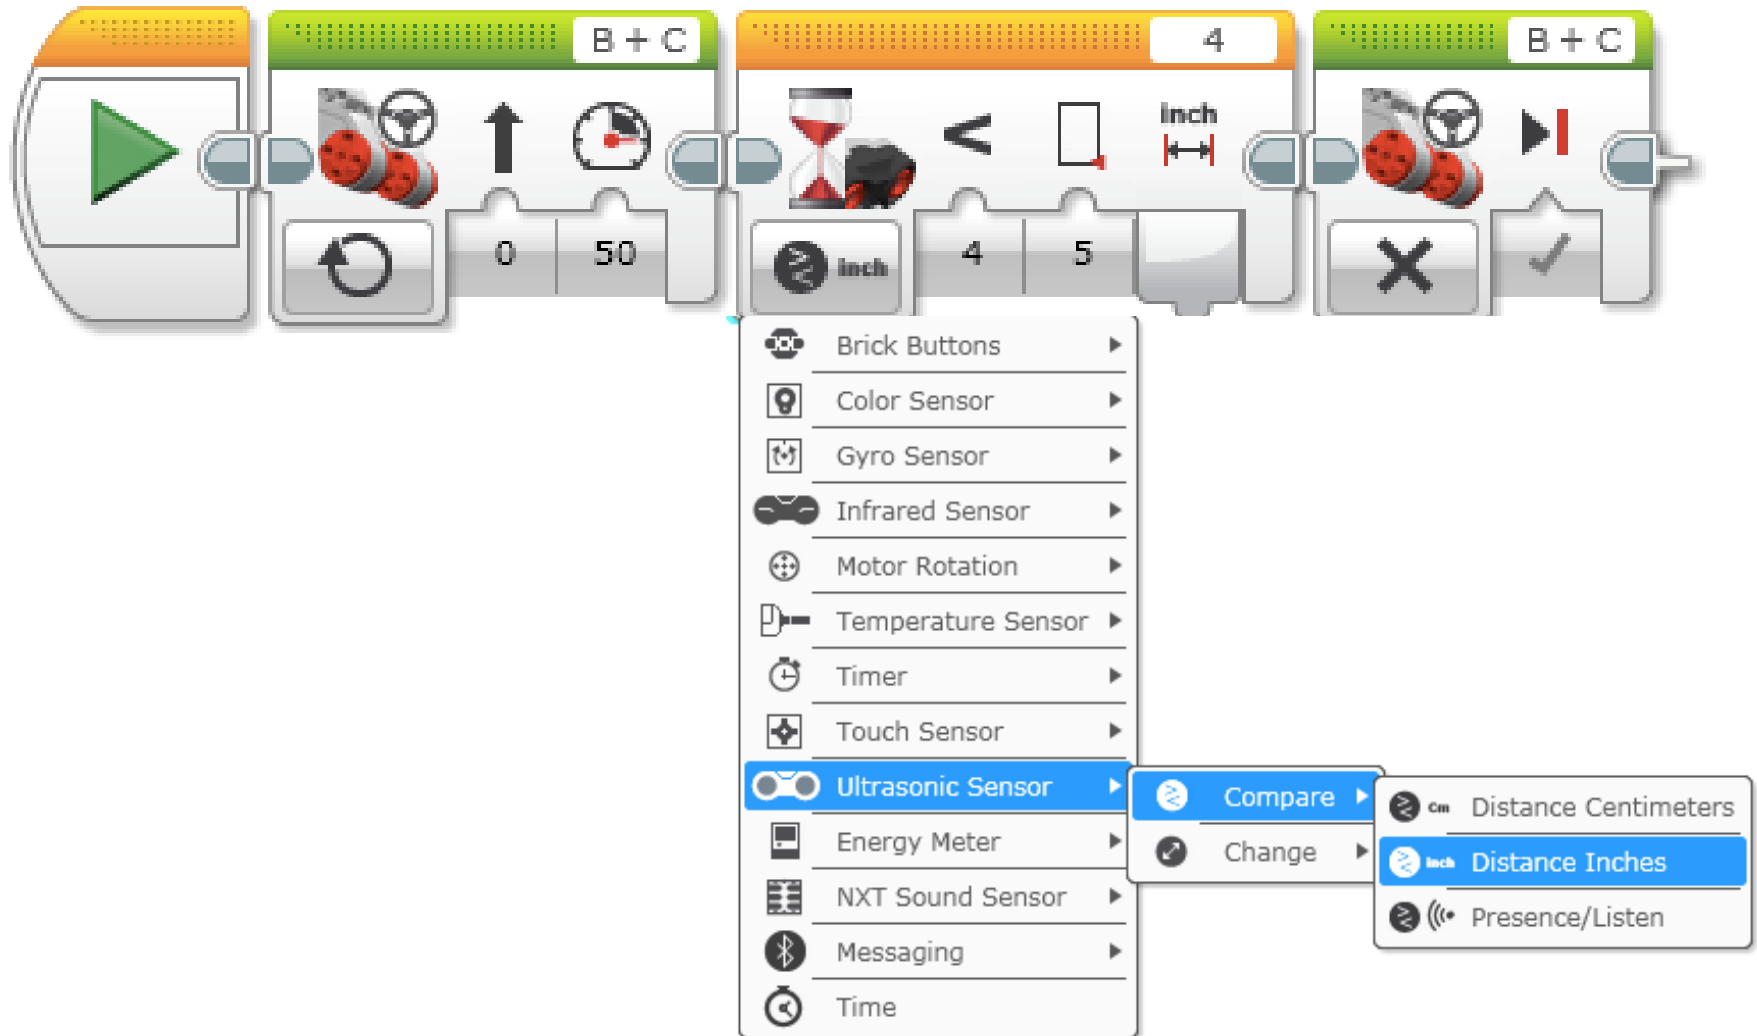 B + C
4
B + C
inch
0
50
inch
4
5
Brick Buttons
Color Sensor
Gyro Sensor
Infrared Sensor
Motor Rotation
Temperature Sensor
Timer
Touch Sensor
Ultrasonic Sensor
Energy Meter
NXT Sound Sensor
Messaging
Time
Compare
Change
Cm Distance Centimeters
inch Distance Inches
Presence/Listen